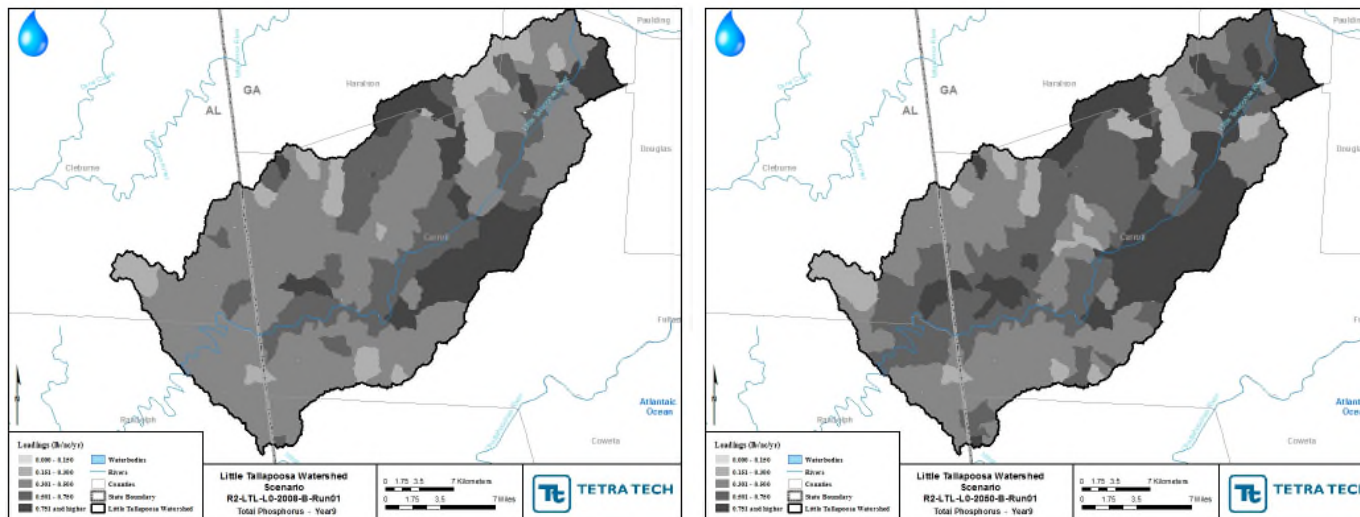 Paulding
Haralson
GA
AL
Cleburne
Douglas
Carroll
Fulton
Randolph
Atlantaic
Ocean
Coweta
Loadings (lb/ac/yr)
0.000 - 0.150
0.151 - 0.300
0.301 - 0.500
0.501 - 0.750
0.751 and higher
Waterbodies
Rivers
Counties
State Boundary
Little Tallapoosa Watershed
Little Tallapoosa Watershed
Scenario
R2-LTL-L0-2008-B-Run01
Total Phosphorus - Year9
0 1.75 3.5 7 Kilometers
0 1.75 3.5 7 Miles
Tt TETRA TECH
Paulding
Haralson
GA
AL
Cleburne
Douglas
Carroll
Randolph
Atlantaic
Ocean
Coweta
Loadings (lb/ac/yr)
0.000 - 0.150
0.151 - 0.300
0.301 - 0.500
0.501 - 0.750
0.751 and higher
Waterbodies
Rivers
Counties
State Boundary
Little Tallapoosa Watershed
Little Tallapoosa Watershed
Scenario
R2-LTL-L0-2050-B-Run01
Total Phosphorus - Year9
0 1.75 3.5 7 Kilometers
0 1.75 3.5 7 Miles
Tt TETRA TECH